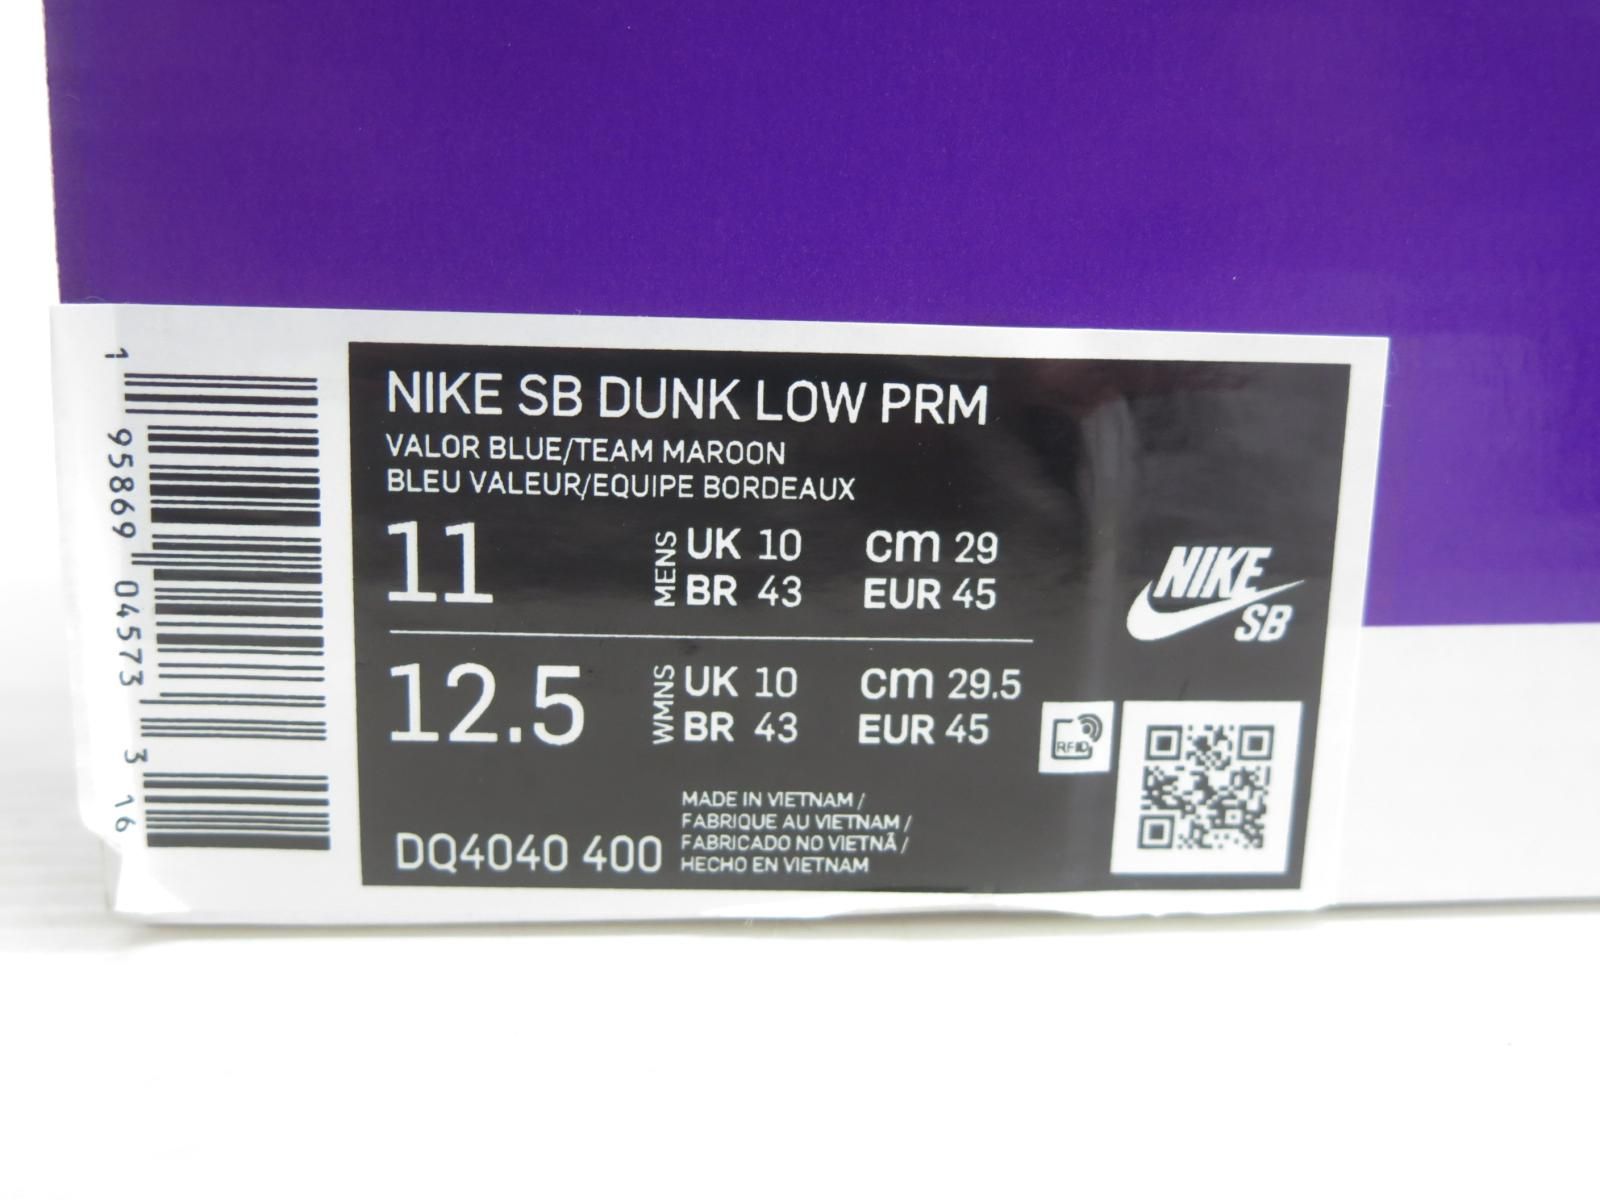 NIKE SB DUNK LOW PRM
VALOR BLUE/TEAM MAROON
BLEU VALEUR/EQUIPE BORDEAUX
11 MENS UK 10 cm 29
BR 43 EUR 45
12.5 WMNS UK 10 cm 29.5
BR 43 EUR 45
NIKE
SB
RFID
DQ4040 400
MADE IN VIETNAM /
FABRIQUE AU VIETNAM /
FABRICADO NO VIETNÃ /
HECHO EN VIETNAM
1 95869 04573 3 16